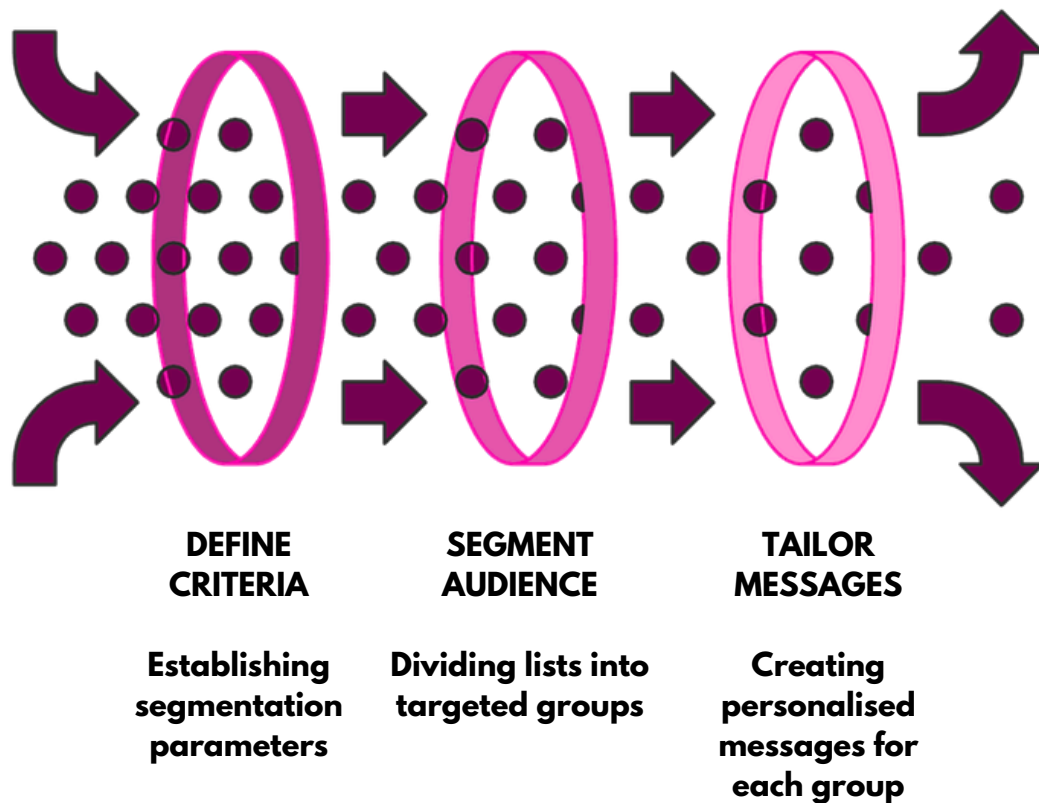 DEFINE
CRITERIA
Establishing
segmentation
parameters
SEGMENT
AUDIENCE
Dividing lists into
targeted groups
TAILOR
MESSAGES
Creating
personalised
messages for
each group